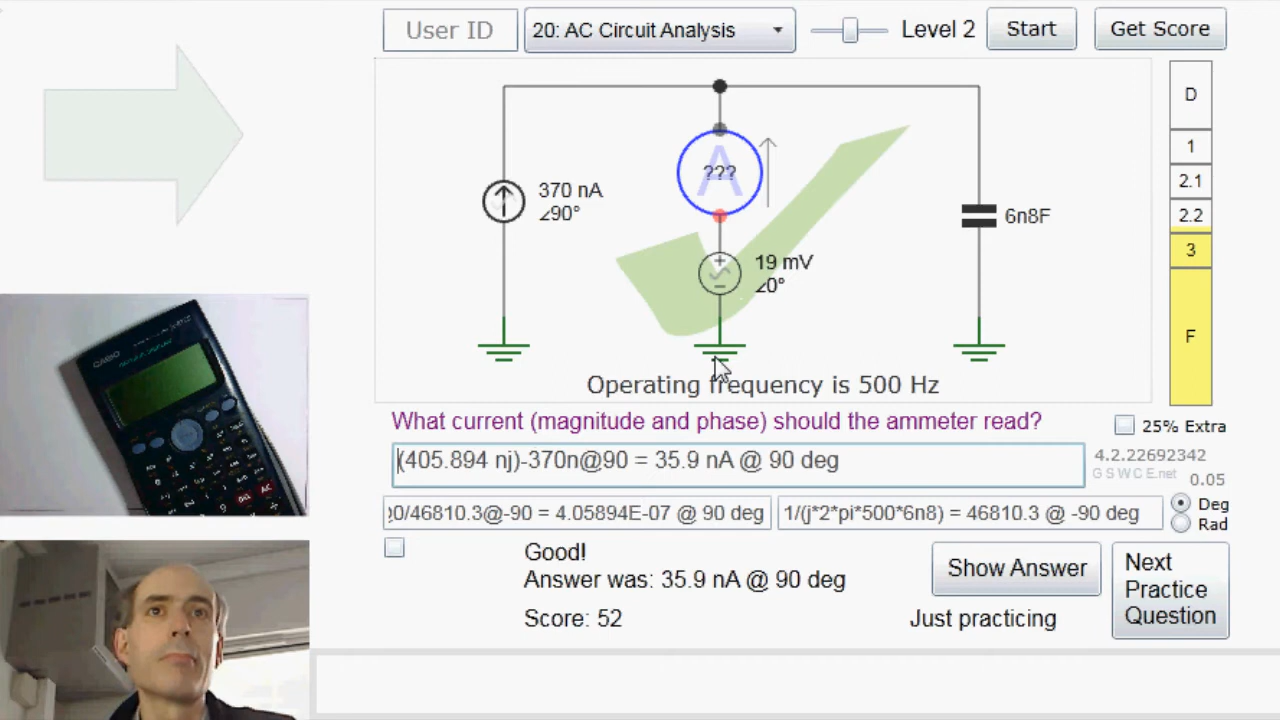 User ID
20: AC Circuit Analysis
Level 2
Start
Get Score
D
1
2.1
2.2
3
F
370 nA
∠90°
A
???
19 mV
∠0°
6n8F
Operating frequency is 500 Hz
What current (magnitude and phase) should the ammeter read?
25% Extra
(405.894 nj)-370n@90 = 35.9 nA @ 90 deg
4.2.22692342
GSWCE.net
0.05
0/46810.3@-90 = 4.05894E-07 @ 90 deg
1/(j*2*pi*500*6n8) = 46810.3 @ -90 deg
Deg
Rad
Good!
Answer was: 35.9 nA @ 90 deg
Score: 52
Show Answer
Just practicing
Next
Practice
Question
CASIO
AC